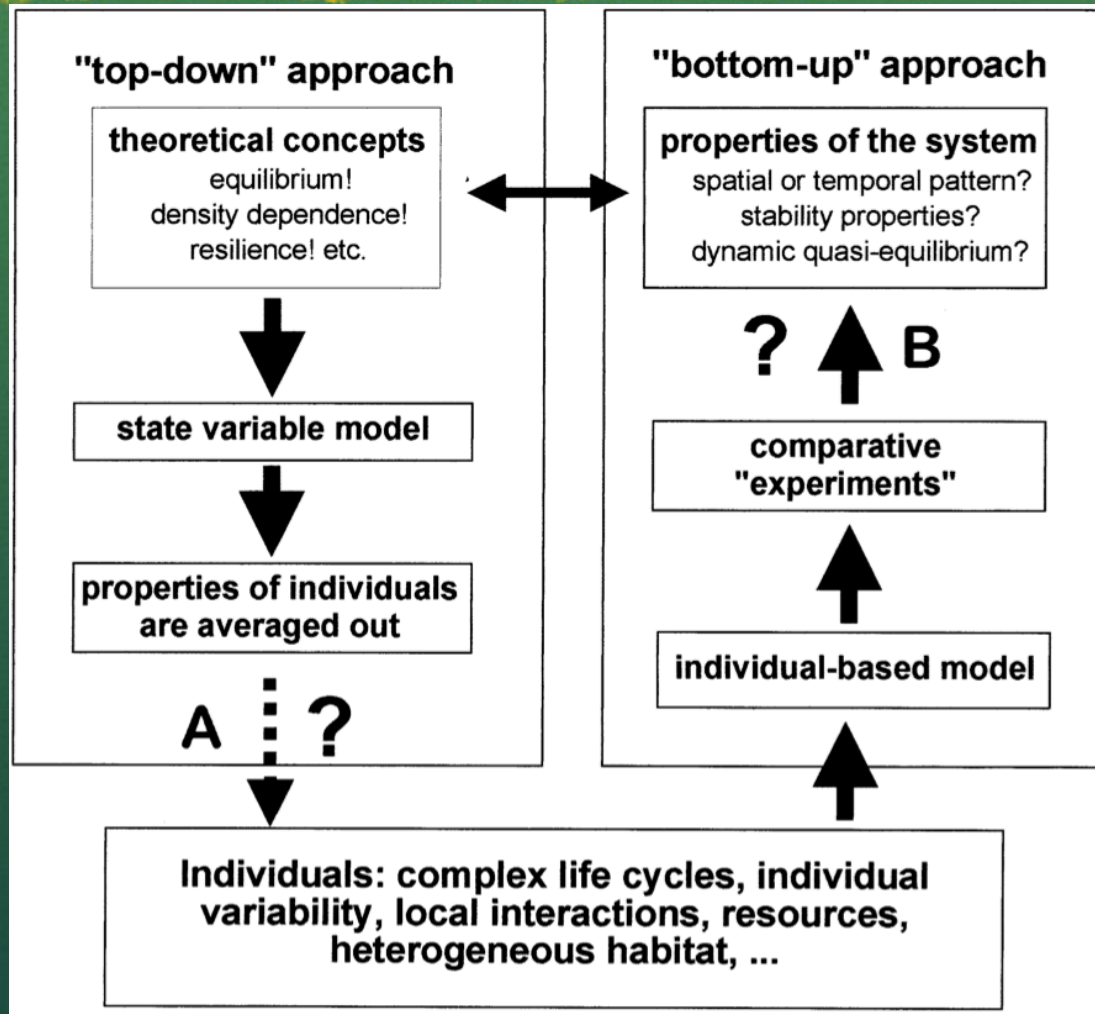 "top-down" approach
theoretical concepts
equilibrium!
density dependence!
resilience! etc.
state variable model
properties of individuals
are averaged out
A ?
"bottom-up" approach
properties of the system
spatial or temporal pattern?
stability properties?
dynamic quasi-equilibrium?
? B
comparative
"experiments"
individual-based model
Individuals: complex life cycles, individual
variability, local interactions, resources,
heterogeneous habitat, ...